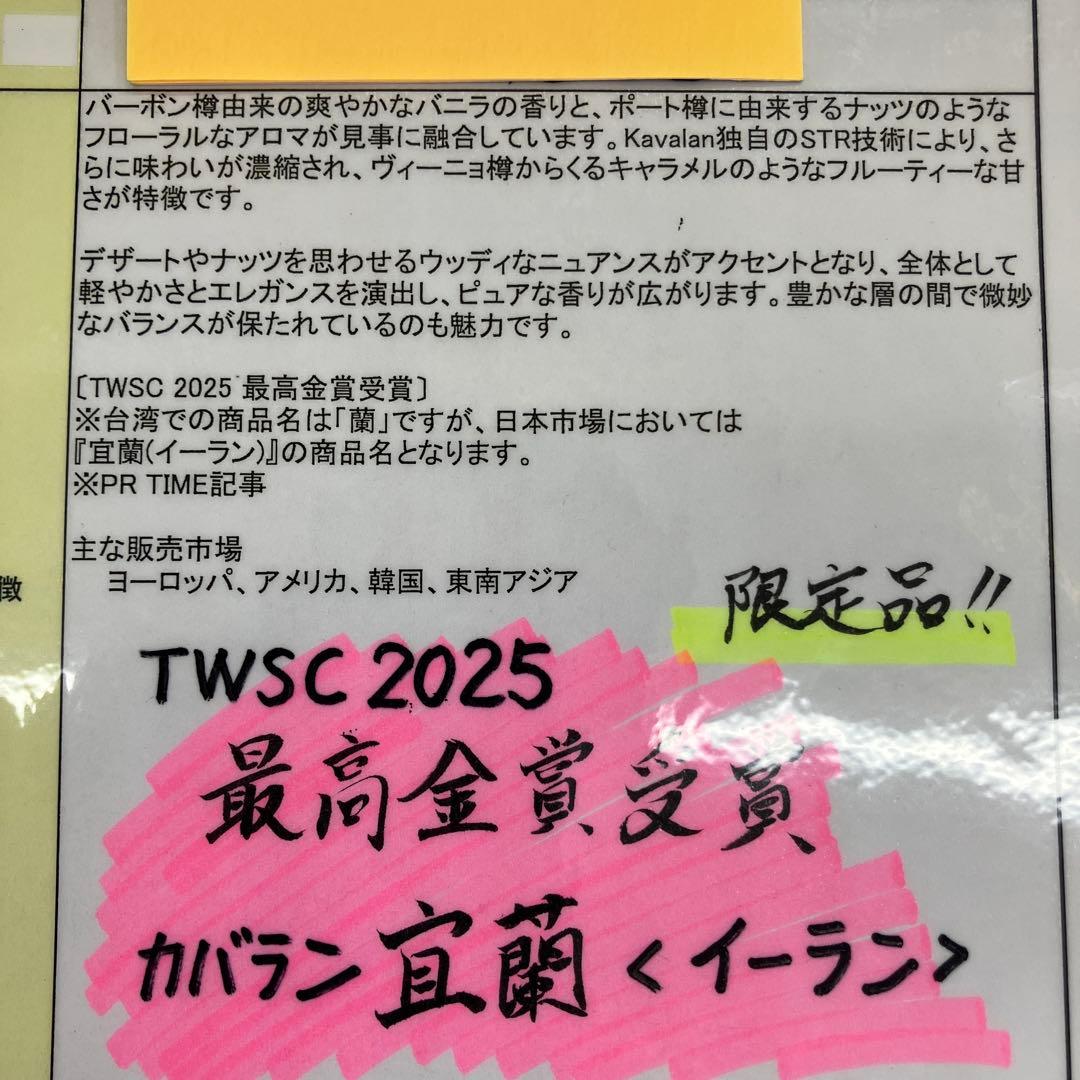 バーボン樽由来の爽やかなバニラの香りと、ポート樽に由来するナッツのような
フローラルなアロマが見事に融合しています。Kavalan独自のSTR技術により、さ
らに味わいが濃縮され、ヴィーニョ樽からくるキャラメルのようなフルーティーな甘
さが特徴です。
デザートやナッツを思わせるウッディなニュアンスがアクセントとなり、全体として
軽やかさとエレガンスを演出し、ピュアな香りが広がります。豊かな層の間で微妙
なバランスが保たれているのも魅力です。
〔TWSC 2025 最高金賞受賞〕
※台湾での商品名は「蘭」ですが、日本市場においては
『宜蘭(イーラン)』の商品名となります。
※PR TIME記事
主な販売市場
ヨーロッパ、アメリカ、韓国、東南アジア
徴
限定品!!
TWSC 2025
最高金賞受賞
カバラン 宜蘭 <イーラン>